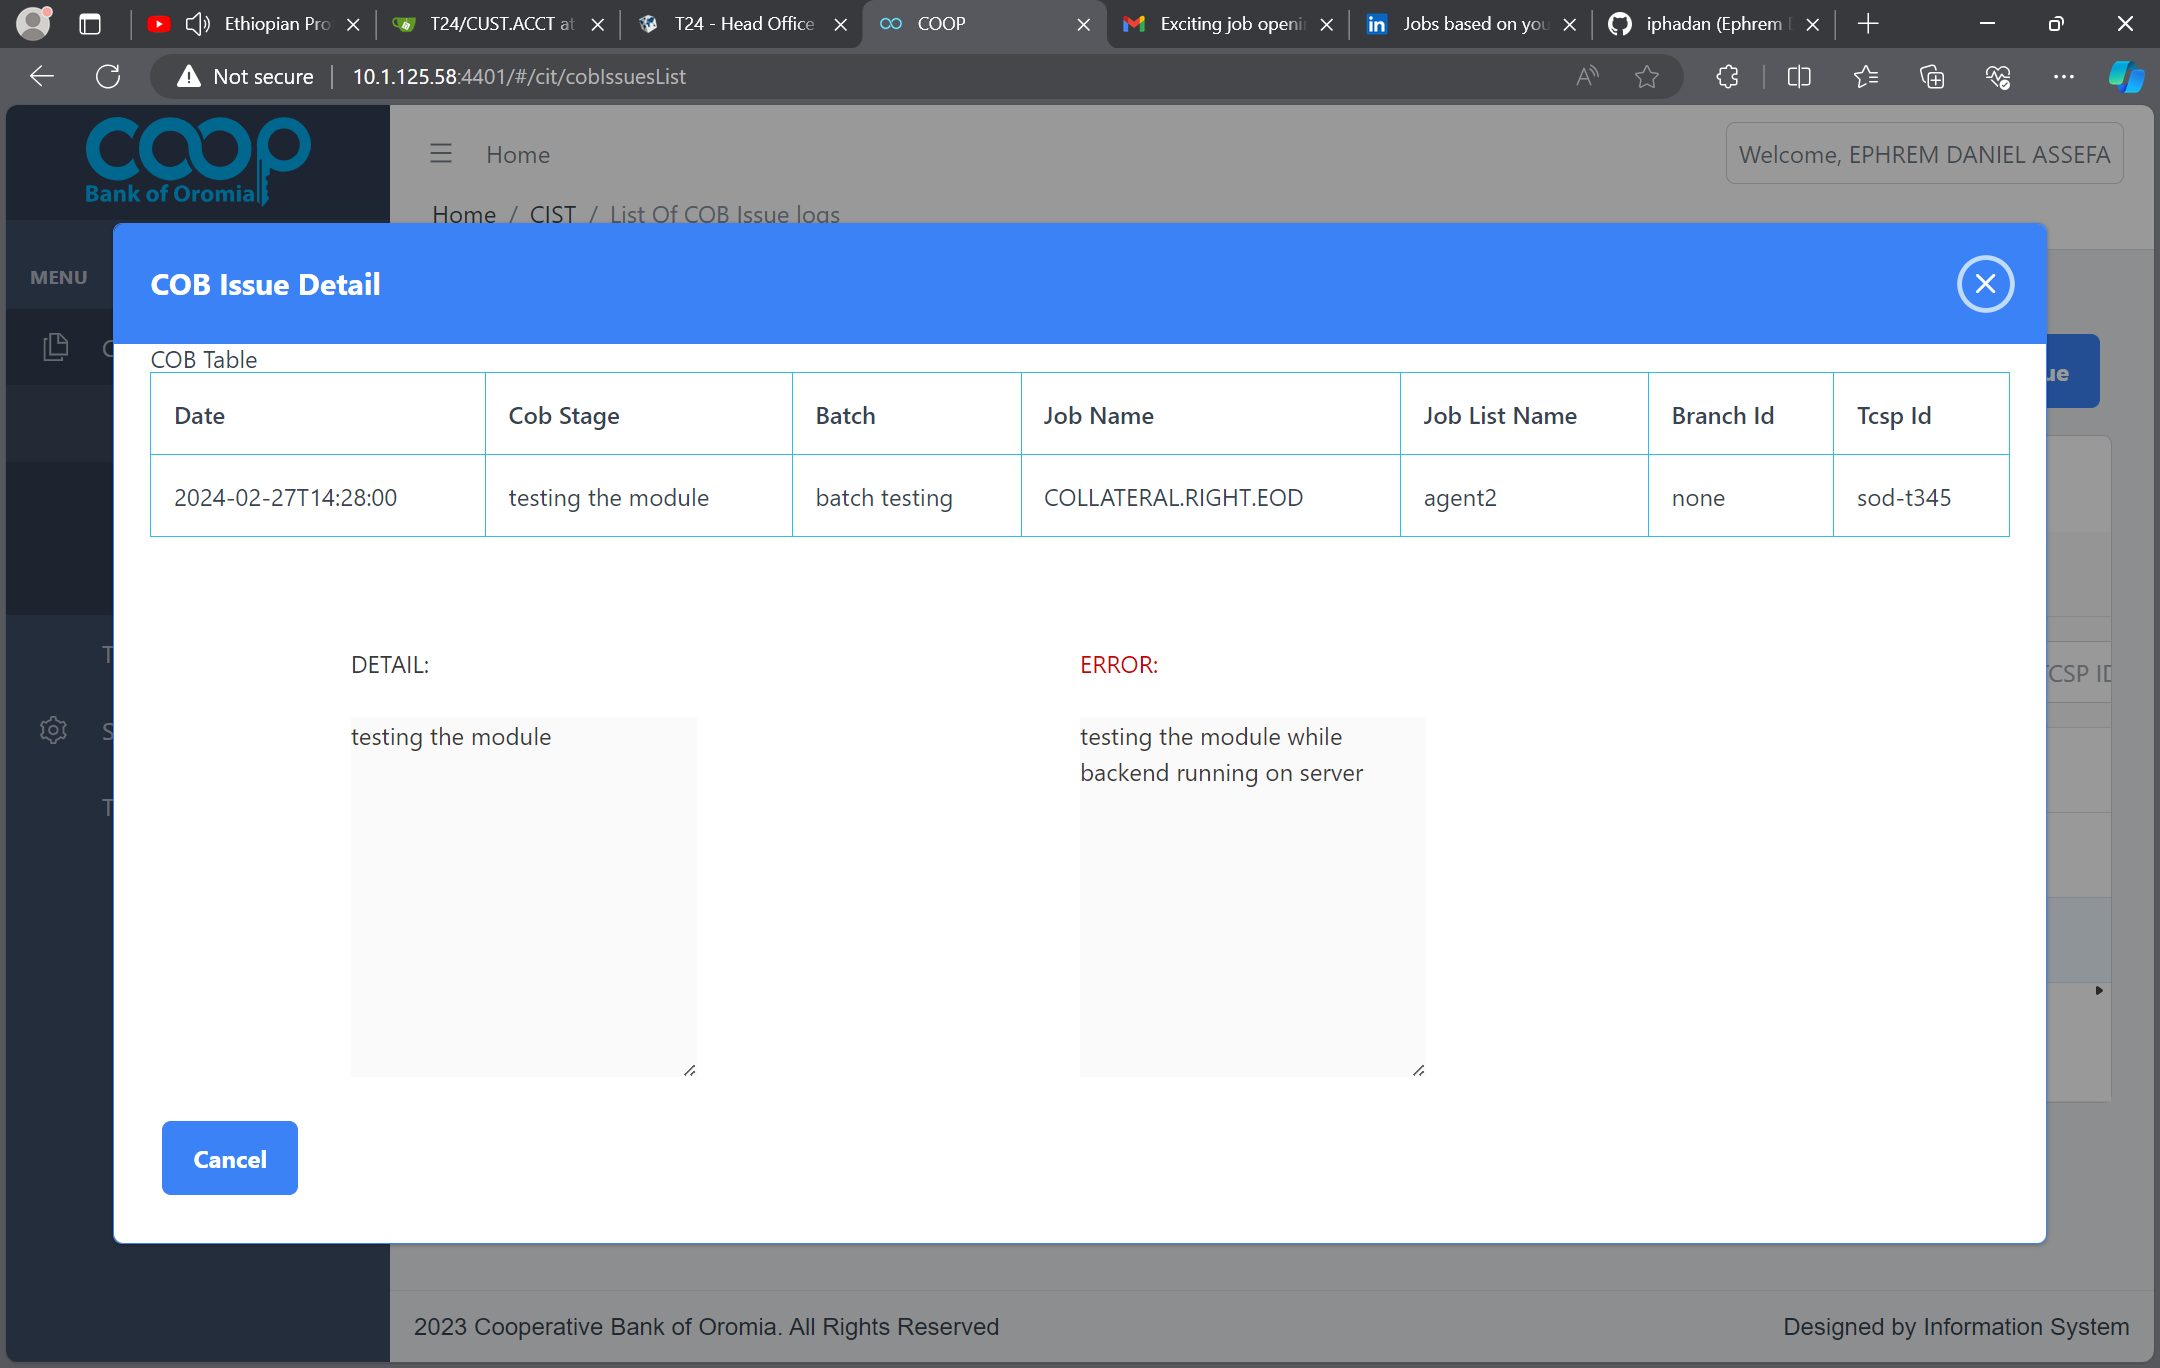 Ethiopian Pro
T24/CUST.ACCT at
T24 - Head Office
COOP
Exciting job openi
Jobs based on you
iphadan (Ephrem
Not secure
10.1.125.58:4401/#/cit/cobIssuesList
coop
Bank of Oromia
Home
Welcome, EPHREM DANIEL ASSEFA
Home / CIST / List Of COB Issue logs
MENU
COB Issue Detail
COB Table
Date Cob Stage Batch Job Name Job List Name Branch Id Tcsp Id
2024-02-27T14:28:00 testing the module batch testing COLLATERAL.RIGHT.EOD agent2 none sod-t345
ue
DETAIL:
ERROR:
TCSP ID
testing the module
testing the module while
backend running on server
T
S
T
Cancel
2023 Cooperative Bank of Oromia. All Rights Reserved
Designed by Information System